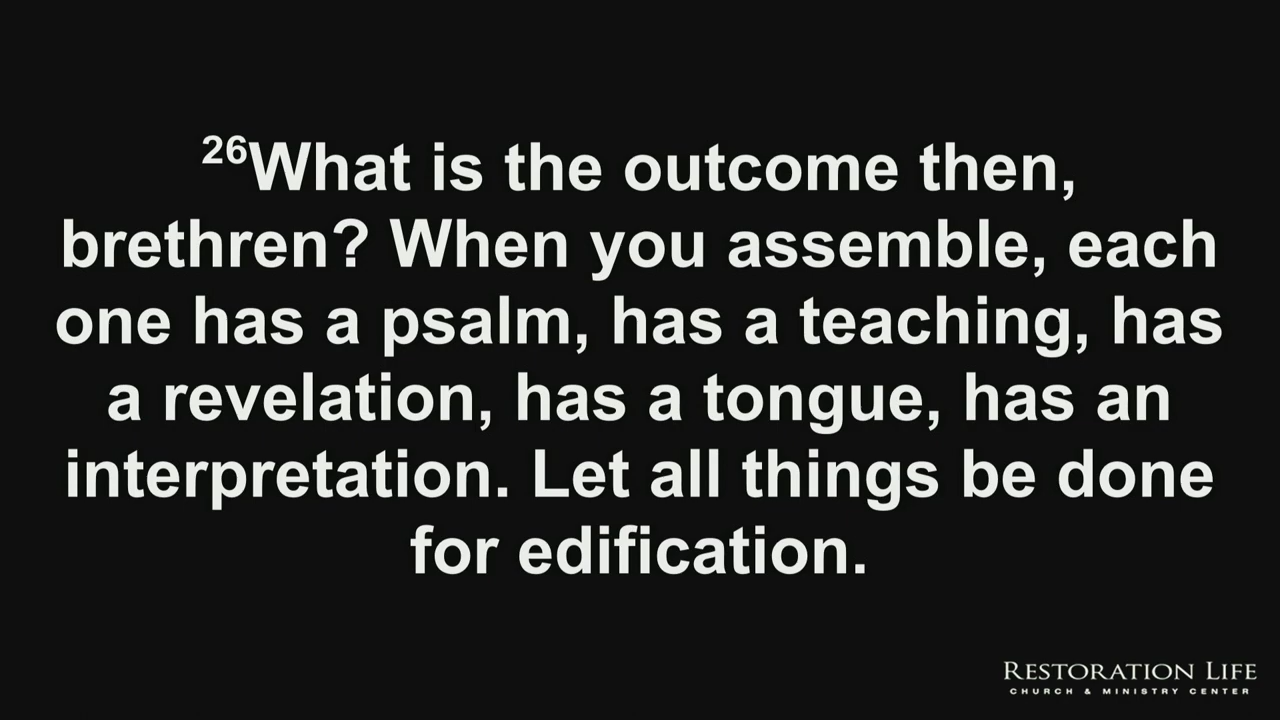 26What is the outcome then,
brethren? When you assemble, each
one has a psalm, has a teaching, has
a revelation, has a tongue, has an
interpretation. Let all things be done
for edification.
RESTORATION LIFE
CHURCH & MINISTRY CENTER